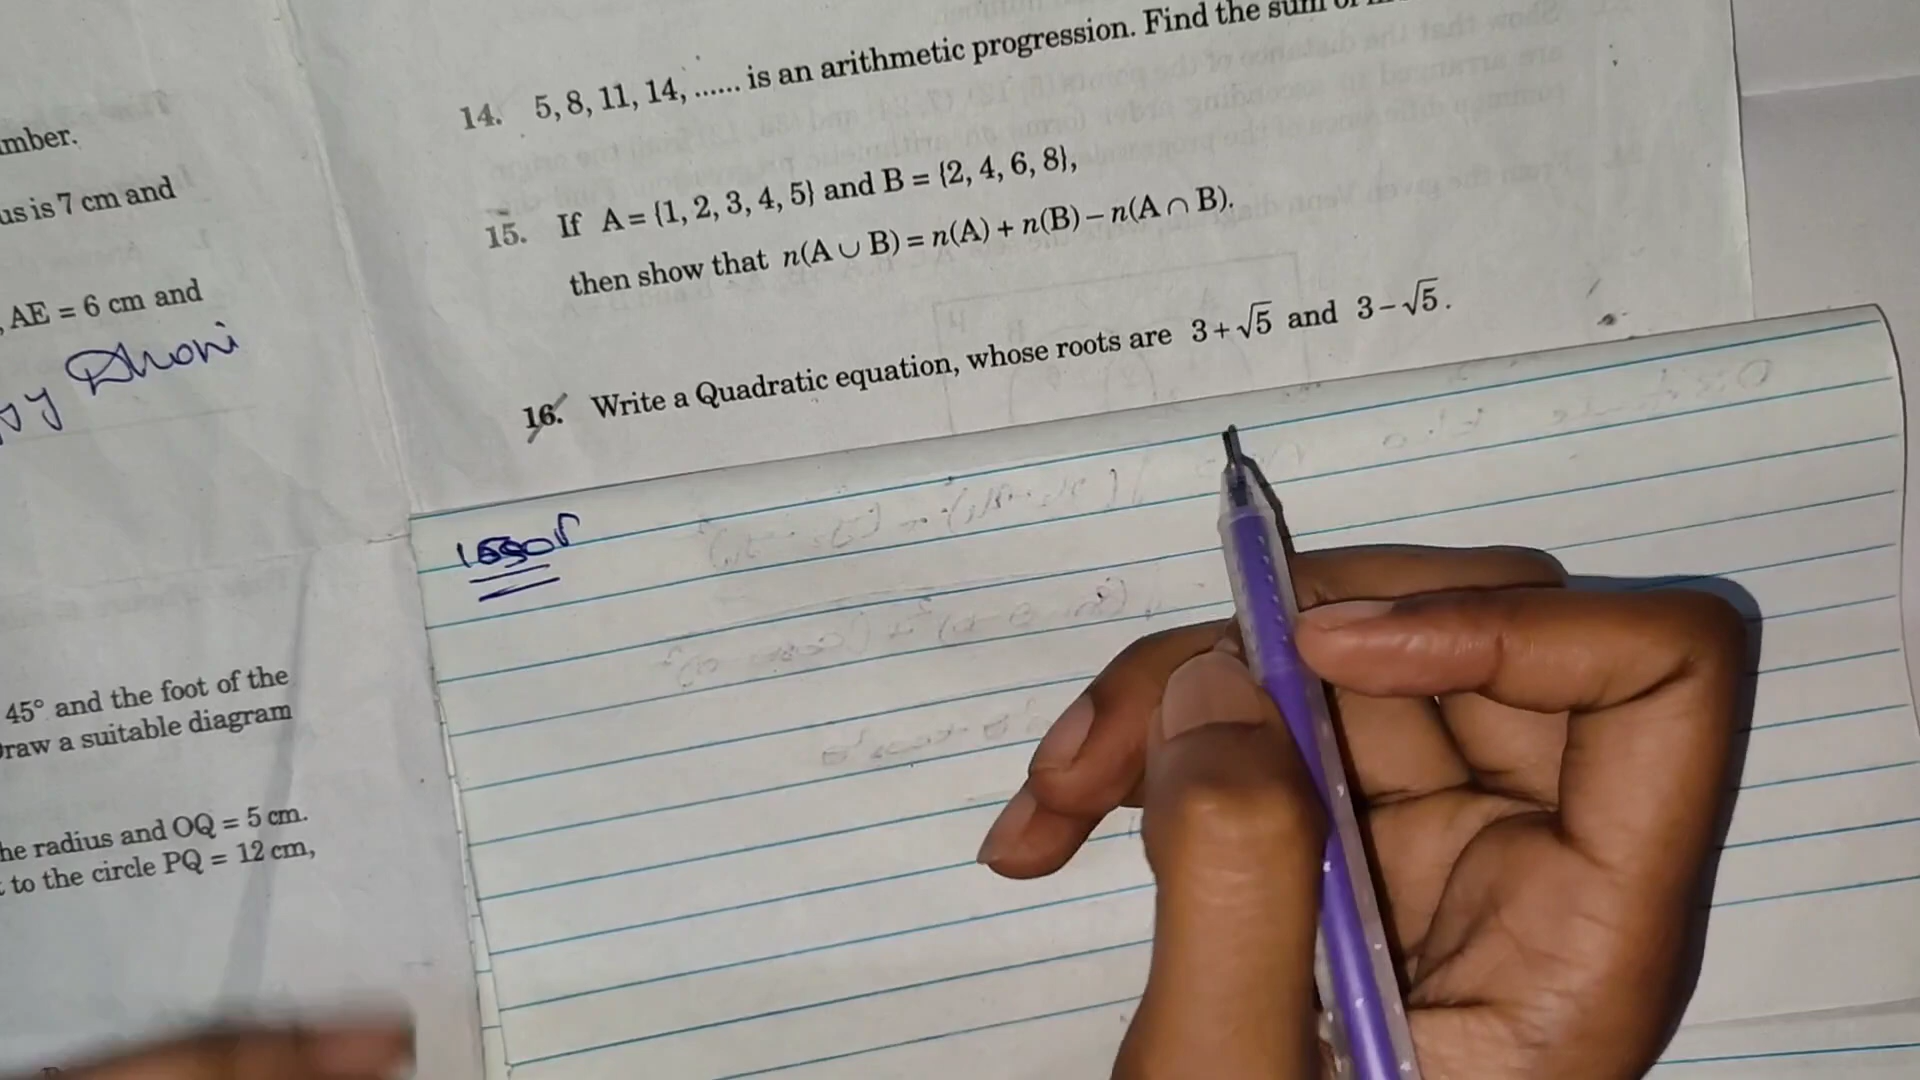 mber.
us is 7 cm and
AE = 6 cm and
Dhoni
45° and the foot of the
raw a suitable diagram
he radius and OQ = 5 cm.
to the circle PQ = 12 cm,
14. 5, 8, 11, 14, ...... is an arithmetic progression. Find the sum
15. If A = {1, 2, 3, 4, 5} and B = {2, 4, 6, 8},
then show that n(A ∪ B) = n(A) + n(B) – n(A ∩ B).
16. Write a Quadratic equation, whose roots are 3 + √5 and 3 – √5.